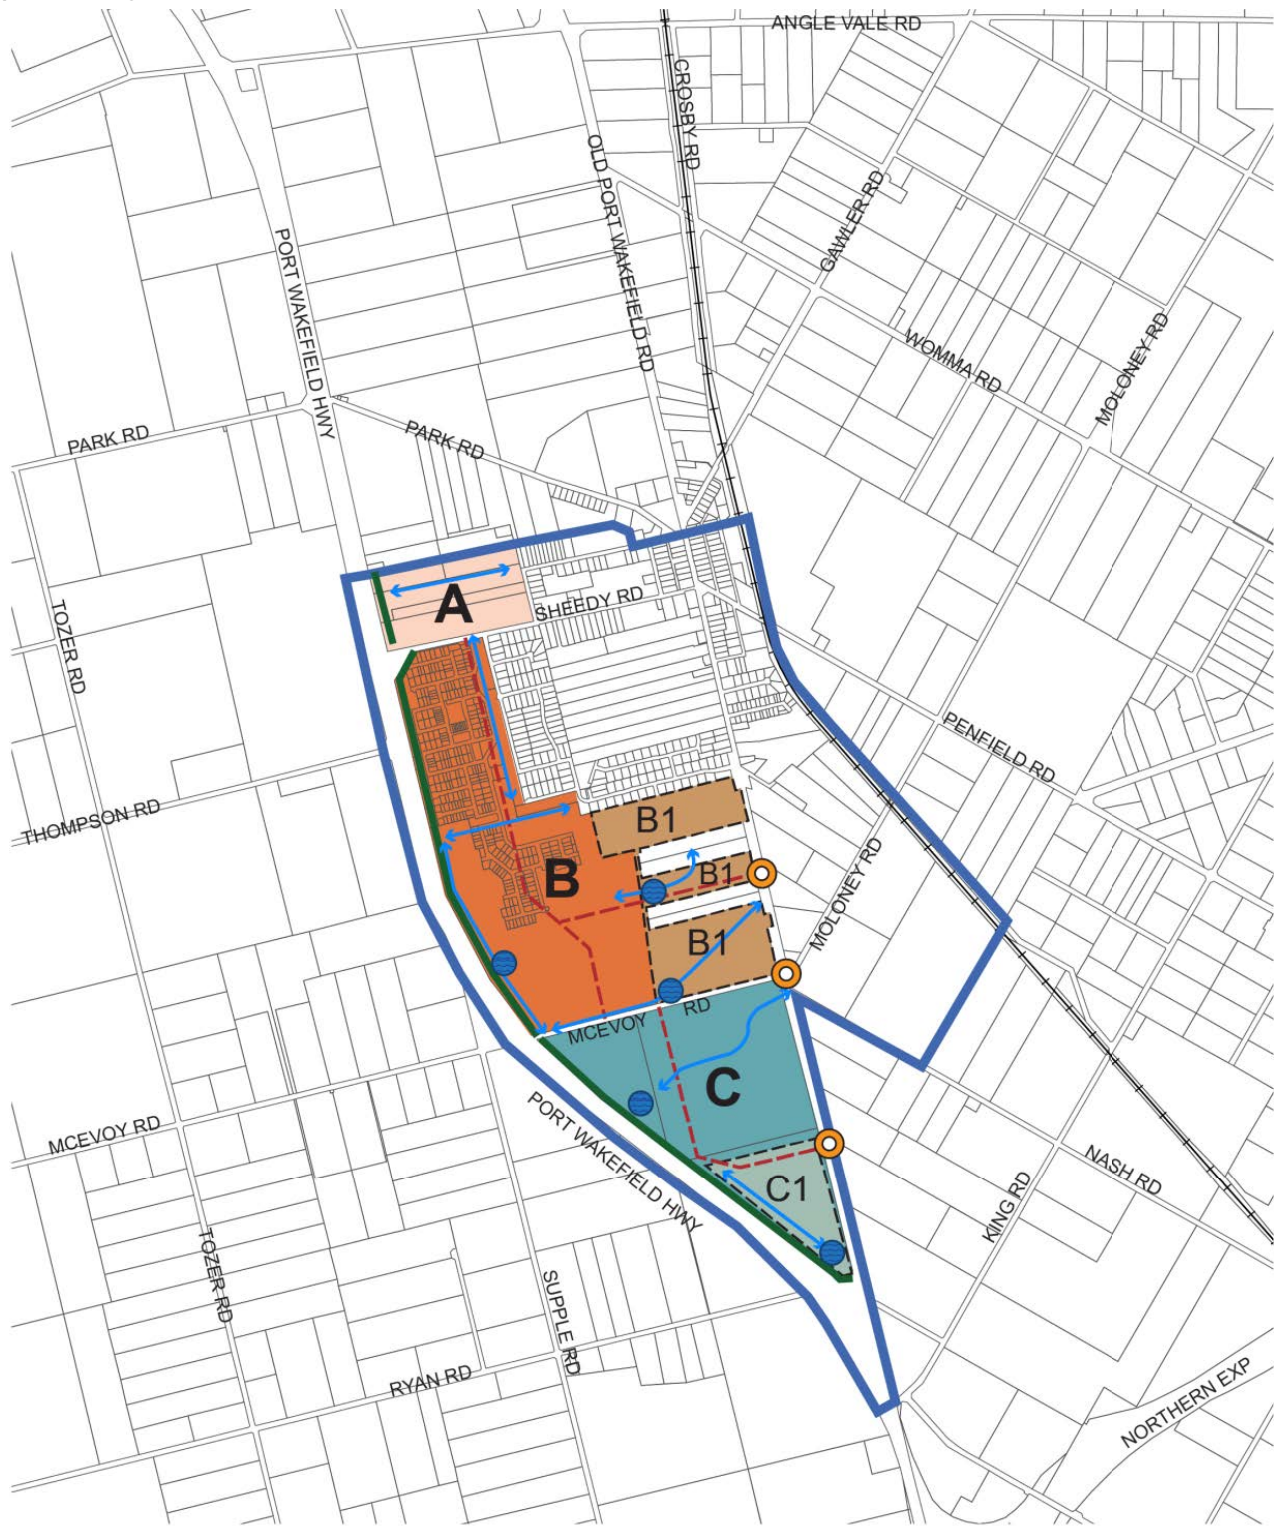 ANGLE VALE RD
CROSBY RD
OLD PORT WAKEFIELD RD
GAWLER RD
PORT WAKEFIELD HWY
WOMMA RD
MOLONEY RD
PARK RD
PARK RD
A
SHEEDY RD
TOZER RD
PENFIELD RD
THOMPSON RD
B1
B
B1
MOLONEY RD
B1
MCEVOY RD
C
PORT WAKEFIELD HWY
MCEVOY RD
NASH RD
C1
KING RD
TOZER RD
SUPPLE RD
RYAN RD
NORTHERN EXP